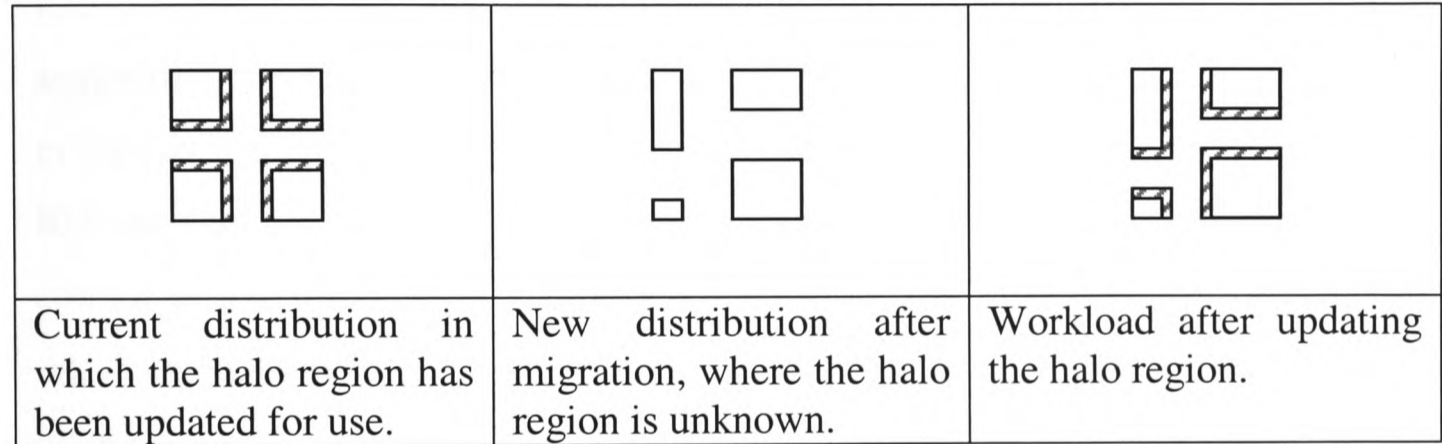 Current distribution in
which the halo region has
been updated for use.
New distribution after
migration, where the halo
region is unknown.
Workload after updating
the halo region.